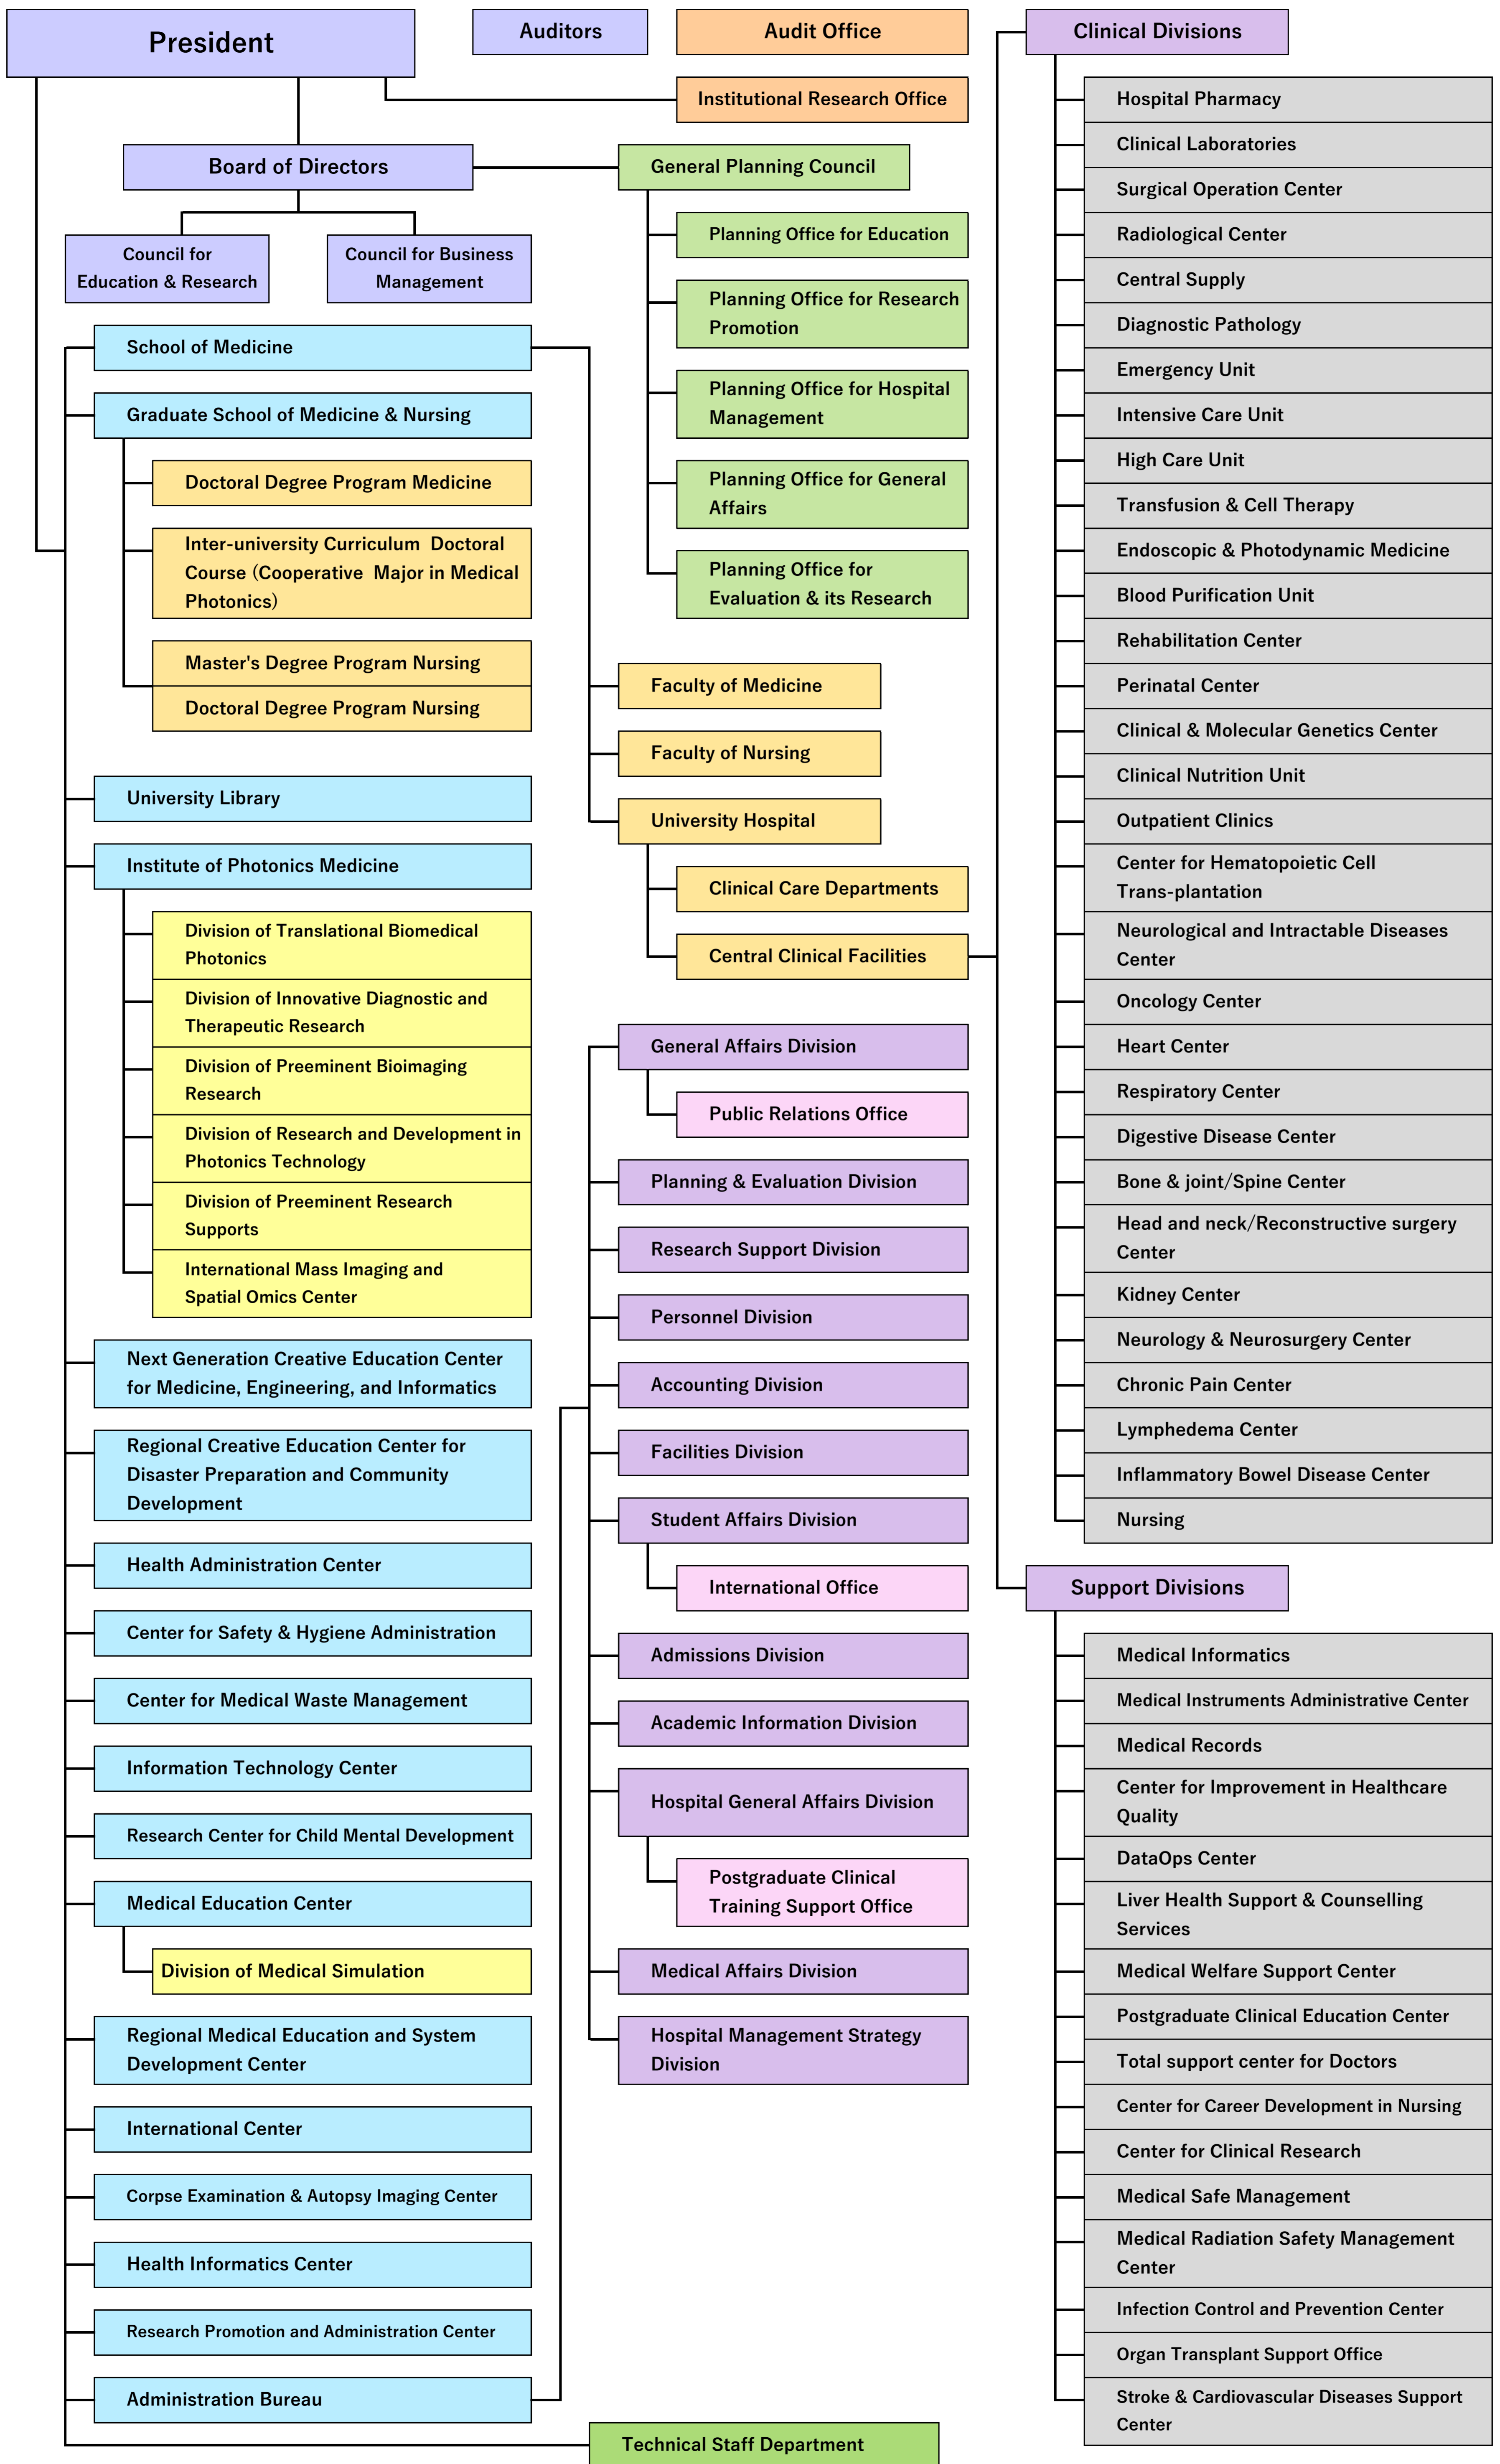 President
Auditors
Audit Office
Institutional Research Office
Board of Directors
General Planning Council
Council for
Education & Research
Council for Business
Management
Planning Office for Education
Planning Office for Research
Promotion
Planning Office for Hospital
Management
Planning Office for General
Affairs
Planning Office for
Evaluation & its Research
School of Medicine
Graduate School of Medicine & Nursing
Doctoral Degree Program Medicine
Inter-university Curriculum  Doctoral
Course (Cooperative  Major in Medical
Photonics)
Master's Degree Program Nursing
Doctoral Degree Program Nursing
University Library
Institute of Photonics Medicine
Division of Translational Biomedical
Photonics
Division of Innovative Diagnostic and
Therapeutic Research
Division of Preeminent Bioimaging
Research
Division of Research and Development in
Photonics Technology
Division of Preeminent Research
Supports
International Mass Imaging and
Spatial Omics Center
Next Generation Creative Education Center
for Medicine, Engineering, and Informatics
Regional Creative Education Center for
Disaster Preparation and Community
Development
Health Administration Center
Center for Safety & Hygiene Administration
Center for Medical Waste Management
Information Technology Center
Research Center for Child Mental Development
Medical Education Center
Division of Medical Simulation
Regional Medical Education and System
Development Center
International Center
Corpse Examination & Autopsy Imaging Center
Health Informatics Center
Research Promotion and Administration Center
Administration Bureau
Technical Staff Department
Faculty of Medicine
Faculty of Nursing
University Hospital
Clinical Care Departments
Central Clinical Facilities
General Affairs Division
Public Relations Office
Planning & Evaluation Division
Research Support Division
Personnel Division
Accounting Division
Facilities Division
Student Affairs Division
International Office
Admissions Division
Academic Information Division
Hospital General Affairs Division
Postgraduate Clinical
Training Support Office
Medical Affairs Division
Hospital Management Strategy
Division
Clinical Divisions
Hospital Pharmacy
Clinical Laboratories
Surgical Operation Center
Radiological Center
Central Supply
Diagnostic Pathology
Emergency Unit
Intensive Care Unit
High Care Unit
Transfusion & Cell Therapy
Endoscopic & Photodynamic Medicine
Blood Purification Unit
Rehabilitation Center
Perinatal Center
Clinical & Molecular Genetics Center
Clinical Nutrition Unit
Outpatient Clinics
Center for Hematopoietic Cell
Trans-plantation
Neurological and Intractable Diseases
Center
Oncology Center
Heart Center
Respiratory Center
Digestive Disease Center
Bone & joint/Spine Center
Head and neck/Reconstructive surgery
Center
Kidney Center
Neurology & Neurosurgery Center
Chronic Pain Center
Lymphedema Center
Inflammatory Bowel Disease Center
Nursing
Support Divisions
Medical Informatics
Medical Instruments Administrative Center
Medical Records
Center for Improvement in Healthcare
Quality
DataOps Center
Liver Health Support & Counselling
Services
Medical Welfare Support Center
Postgraduate Clinical Education Center
Total support center for Doctors
Center for Career Development in Nursing
Center for Clinical Research
Medical Safe Management
Medical Radiation Safety Management
Center
Infection Control and Prevention Center
Organ Transplant Support Office
Stroke & Cardiovascular Diseases Support
Center